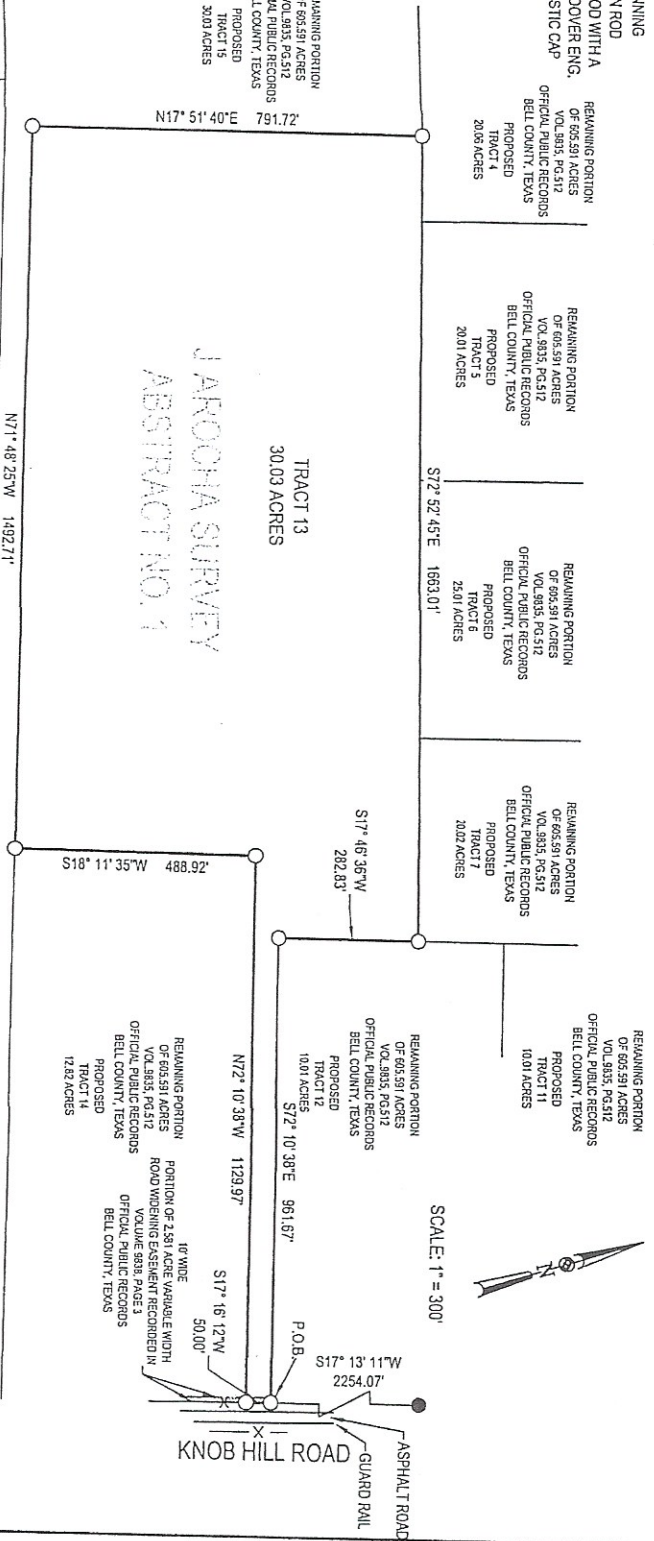 NNING
N ROD
OD WITH A
OOVER ENG.
STIC CAP
REMAINING PORTION
OF 605.591 ACRES
VOL.9835, PG.512
OFFICIAL PUBLIC RECORDS
BELL COUNTY, TEXAS
PROPOSED
TRACT 4
20.06 ACRES
REMAINING PORTION
OF 605.591 ACRES
VOL.9835, PG.512
OFFICIAL PUBLIC RECORDS
BELL COUNTY, TEXAS
PROPOSED
TRACT 5
20.01 ACRES
REMAINING PORTION
OF 605.591 ACRES
VOL.9835, PG.512
OFFICIAL PUBLIC RECORDS
BELL COUNTY, TEXAS
PROPOSED
TRACT 6
25.01 ACRES
REMAINING PORTION
OF 605.591 ACRES
VOL.9835, PG.512
OFFICIAL PUBLIC RECORDS
BELL COUNTY, TEXAS
PROPOSED
TRACT 7
20.02 ACRES
REMAINING PORTION
OF 605.591 ACRES
VOL.9835, PG.512
OFFICIAL PUBLIC RECORDS
BELL COUNTY, TEXAS
PROPOSED
TRACT 11
10.01 ACRES
SCALE: 1" = 300'
N
S72° 52' 45"E 1663.01'
MAINING PORTION
F 605.591 ACRES
VOL.9835, PG.512
IAL PUBLIC RECORDS
LL COUNTY, TEXAS
PROPOSED
TRACT 15
30.03 ACRES
N17° 51' 40"E 791.72'
TRACT 13
30.03 ACRES
J AROCHA SURVEY
ABSTRACT NO. 1
S17° 46' 36"W
282.83'
REMAINING PORTION
OF 605.591 ACRES
VOL.9835, PG.512
OFFICIAL PUBLIC RECORDS
BELL COUNTY, TEXAS
PROPOSED
TRACT 12
10.01 ACRES
S72° 10' 38"E 961.67'
P.O.B.
S17° 13' 11"W
2254.07'
ASPHALT ROAD
GUARD RAIL
KNOB HILL ROAD
X
X
N72° 10' 38"W 1129.97'
S17° 16' 12"W
50.00'
S18° 11' 35"W 488.92'
REMAINING PORTION
OF 605.591 ACRES
VOL.9835, PG.512
OFFICIAL PUBLIC RECORDS
BELL COUNTY, TEXAS
PROPOSED
TRACT 14
12.82 ACRES
10' WIDE
PORTION OF 2.581 ACRE VARIABLE WIDTH
ROAD WIDENING EASEMENT RECORDED IN
VOLUME 9838, PAGE 3
OFFICIAL PUBLIC RECORDS
BELL COUNTY, TEXAS
N71° 48' 25"W 1492.71'